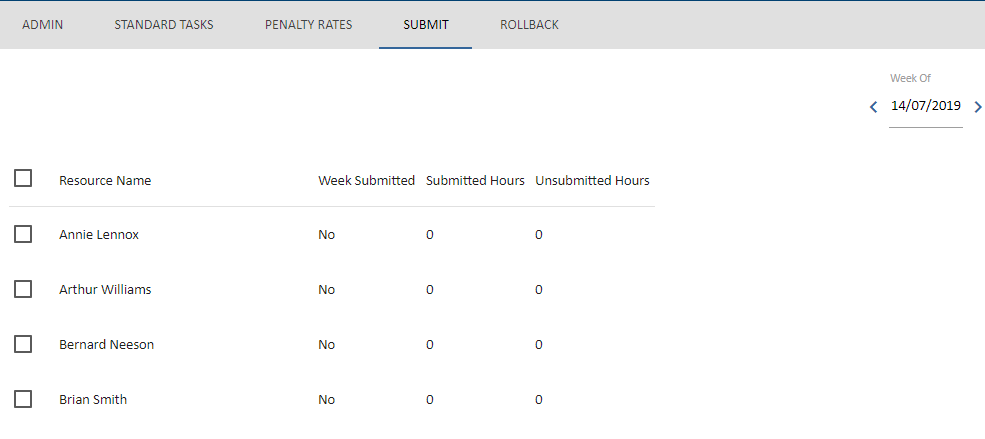 ADMIN STANDARD TASKS PENALTY RATES SUBMIT ROLLBACK
Week Of
14/07/2019
Resource Name Week Submitted Submitted Hours Unsubmitted Hours
Annie Lennox No 0 0
Arthur Williams No 0 0
Bernard Neeson No 0 0
Brian Smith No 0 0